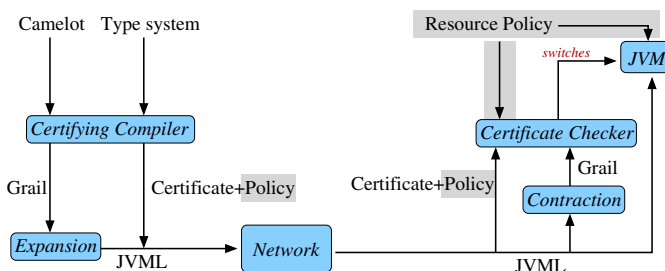 Camelot Type system
Resource Policy
switches
JVM
Certifying Compiler
Certificate Checker
Grail
Certificate+Policy
Certificate+Policy
Grail
Contraction
Expansion
Network
JVML
JVML